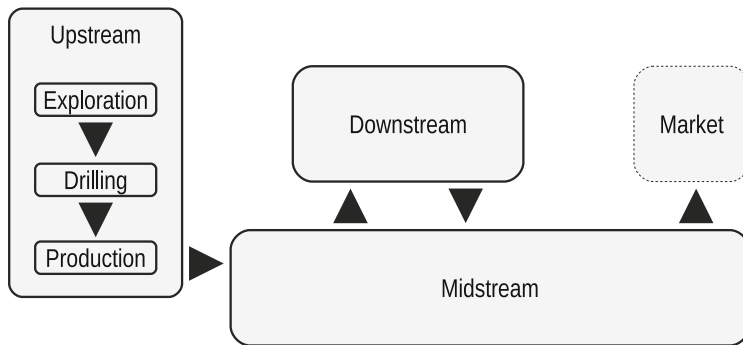 Upstream
Exploration
Drilling
Production
Downstream
Market
Midstream